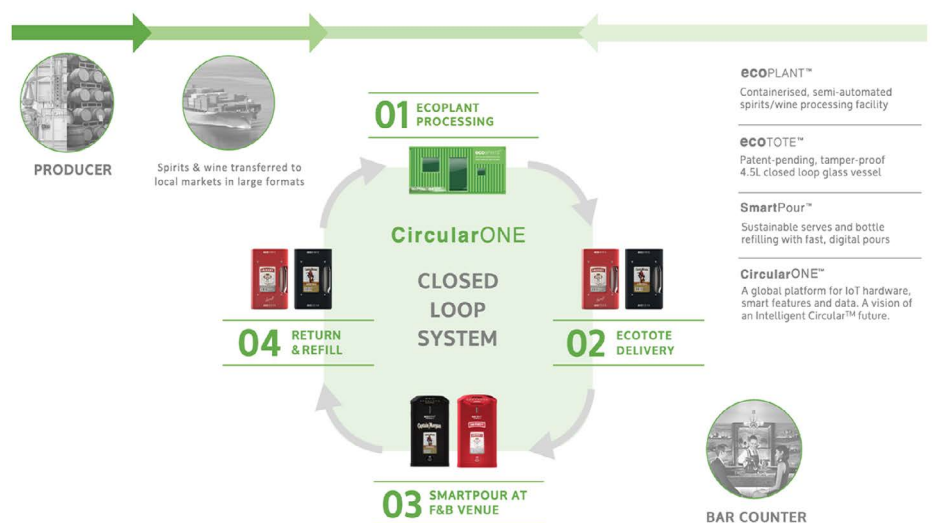 PRODUCER
Spirits & wine transferred to
local markets in large formats
01 ECOPLANT
PROCESSING
CircularONE
CLOSED
LOOP
SYSTEM
02 ECOTOTE
DELIVERY
03 SMARTPOUR AT
F&B VENUE
Captain Morgan
04 RETURN
& REFILL
ecoPLANT™
Containerised, semi-automated
spirits/wine processing facility
ecoTOTE™
Patent-pending, tamper-proof
4.5L closed loop glass vessel
SmartPour™
Sustainable serves and bottle
refilling with fast, digital pours
CircularONE™
A global platform for IoT hardware,
smart features and data. A vision of
an Intelligent Circular™ future.
BAR COUNTER